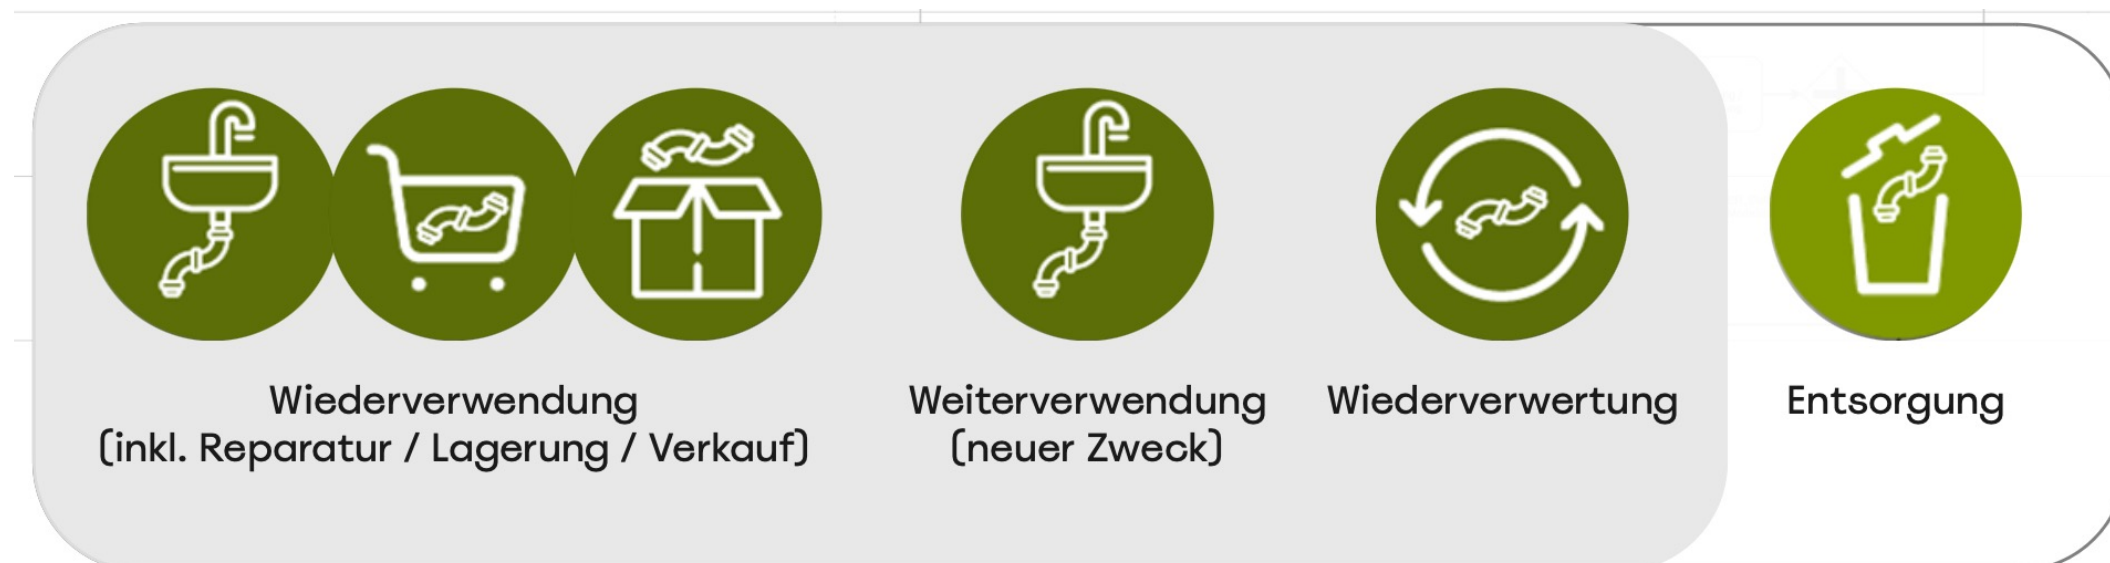 Wiederverwendung
(inkl. Reparatur / Lagerung / Verkauf)
Weiterverwendung
(neuer Zweck)
Wiederverwertung
Entsorgung